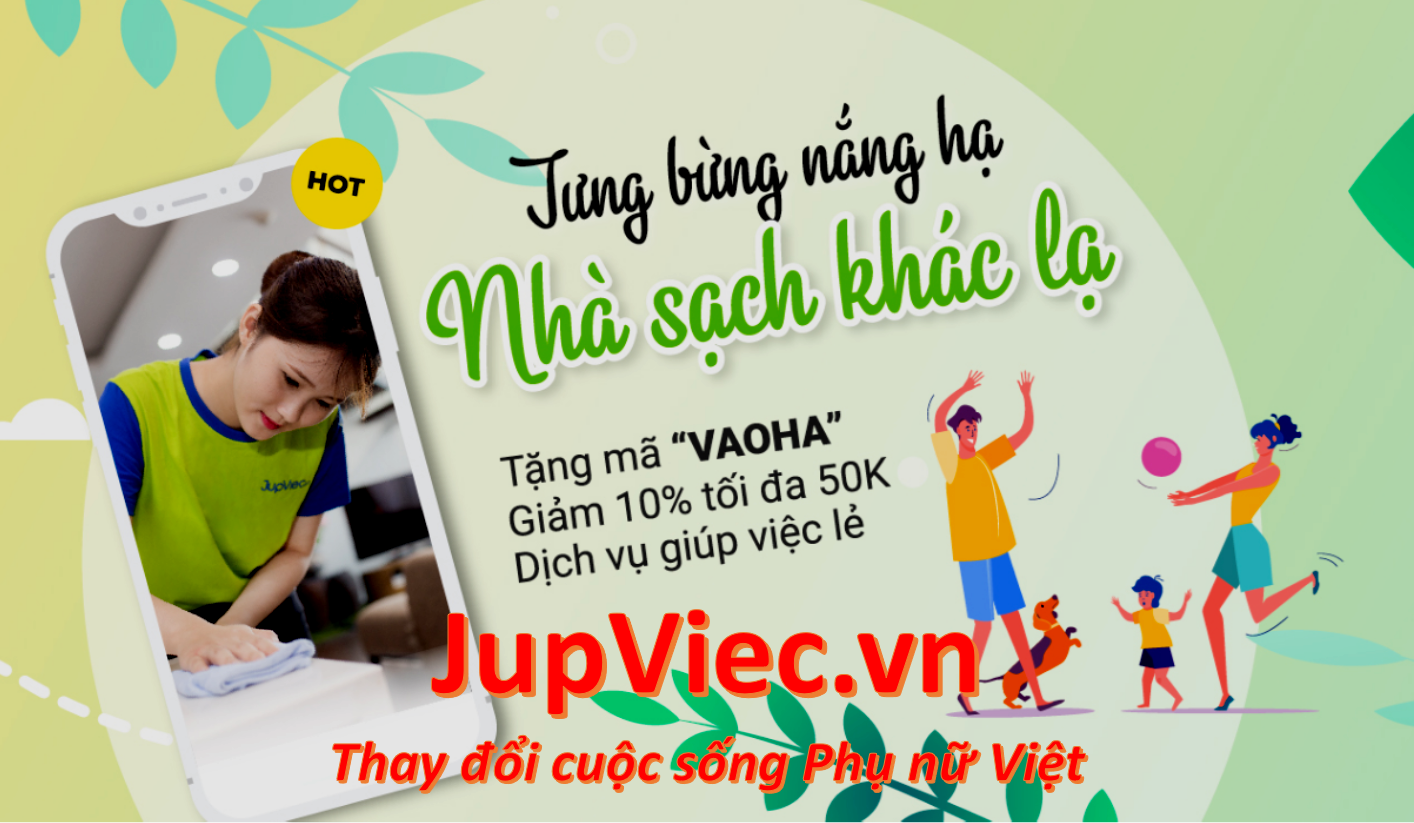 HOT
Tưng bừng nắng hạ
Nhà sạch khác lạ
JupViec
Tặng mã “VAOHA”
Giảm 10% tối đa 50K
Dịch vụ giúp việc lẻ
JupViec.vn
Thay đổi cuộc sống Phụ nữ Việt